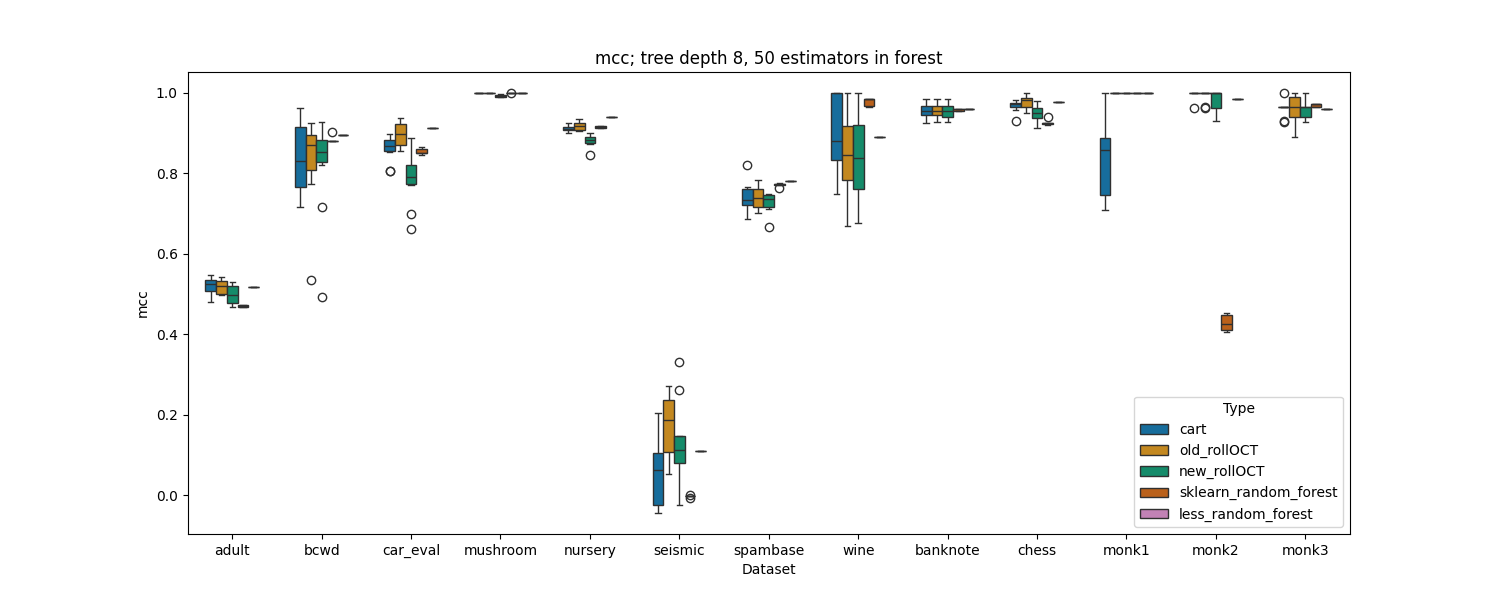 mcc; tree depth 8, 50 estimators in forest
mcc
1.0
0.8
0.6
0.4
0.2
0.0
adult bcwd car_eval mushroom nursery seismic spambase wine banknote chess monk1 monk2 monk3
Dataset
Type
cart
old_rollOCT
new_rollOCT
sklearn_random_forest
less_random_forest